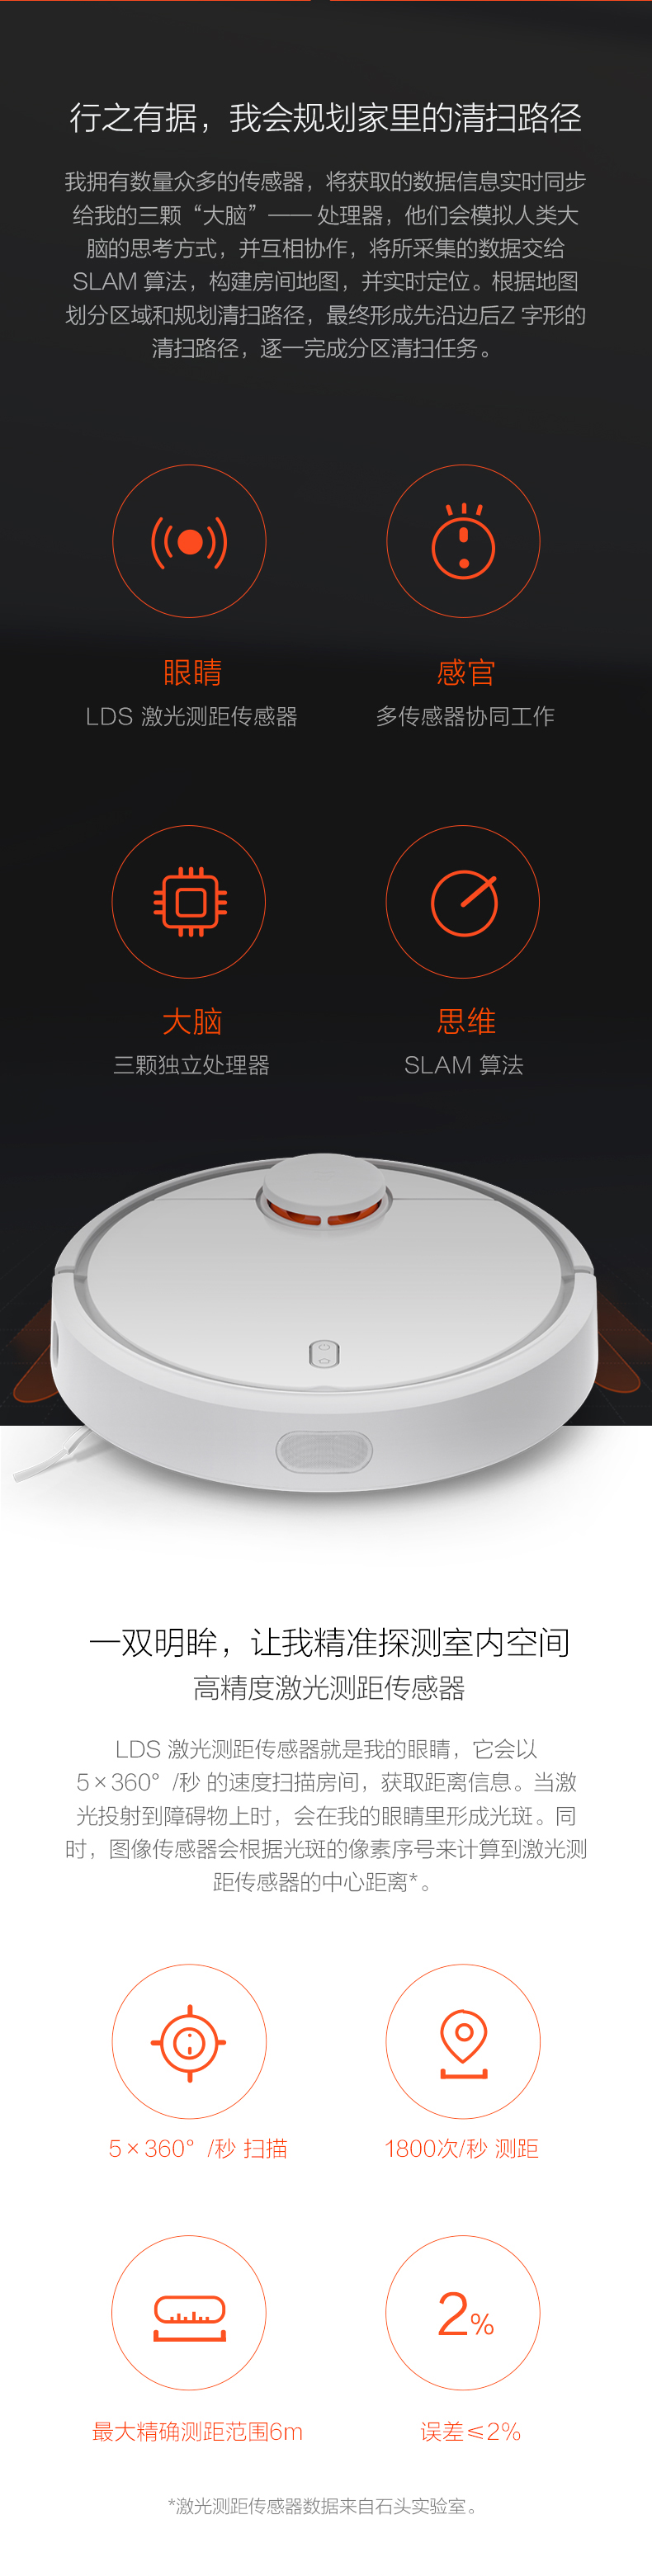 行之有据，我会规划家里的清扫路径
我拥有数量众多的传感器，将获取的数据信息实时同步
给我的三颗“大脑”—— 处理器，他们会模拟人类大
脑的思考方式，并互相协作，将所采集的数据交给
SLAM 算法，构建房间地图，并实时定位。根据地图
划分区域和规划清扫路径，最终形成先沿边后Z 字形的
清扫路径，逐一完成分区清扫任务。
眼睛
LDS 激光测距传感器
感官
多传感器协同工作
大脑
三颗独立处理器
思维
SLAM 算法
一双明眸，让我精准探测室内空间
高精度激光测距传感器
LDS 激光测距传感器就是我的眼睛，它会以
5×360°/秒 的速度扫描房间，获取距离信息。当激
光投射到障碍物上时，会在我的眼睛里形成光斑。同
时，图像传感器会根据光斑的像素序号来计算到激光测
距传感器的中心距离*。
5×360°/秒 扫描
1800次/秒 测距
2%
最大精确测距范围6m
误差≤2%
*激光测距传感器数据来自石头实验室。